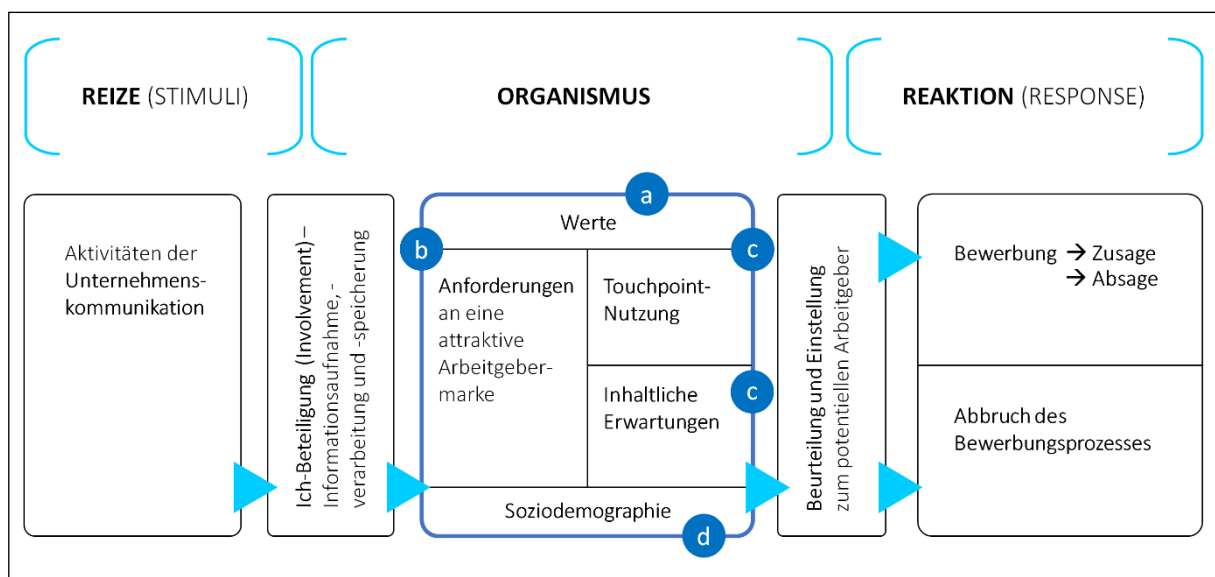 REIZE (STIMULI)
ORGANISMUS
REAKTION (RESPONSE)
Aktivitäten der
Unternehmens-
kommunikation
Ich-Beteiligung (Involvement) –
Informationsaufnahme, -
verarbeitung und -speicherung
a
Werte
b
Anforderungen
an eine
attraktive
Arbeitgeber-
marke
c
Touchpoint-
Nutzung
c
Inhaltliche
Erwartungen
Soziodemographie
d
Beurteilung und Einstellung
zum potentiellen Arbeitgeber
Bewerbung → Zusage
→ Absage
Abbruch des
Bewerbungsprozesses